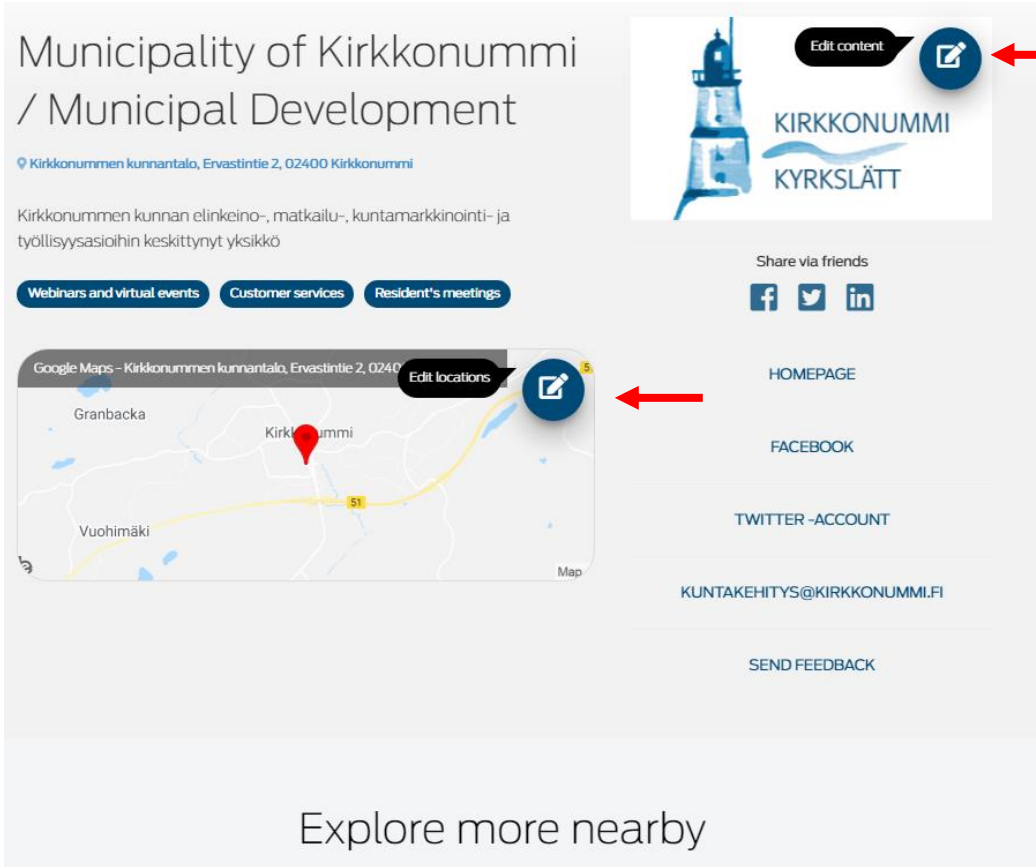 Municipality of Kirkkonummi
/ Municipal Development
Kirkkonummen kunnantalo, Ervastintie 2, 02400 Kirkkonummi
Kirkkonummen kunnan elinkeino-, matkailu-, kuntamarkkinointi- ja
työllisyysasioihin keskittynyt yksikkö
Webinars and virtual events
Customer services
Resident's meetings
Google Maps - Kirkkonummen kunnantalo, Ervastintie 2, 0240
Edit locations
5
Granbacka
51
Vuohimäki
Map
Edit content
KIRKKONUMMI
KYRKSLÄTT
Share via friends
HOMEPAGE
FACEBOOK
TWITTER -ACCOUNT
KUNTAKEHITYS@KIRKKONUMMI.FI
SEND FEEDBACK
Explore more nearby